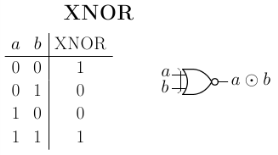 XNOR
a b XNOR
0 0 1
0 1 0
1 0 0
1 1 1
a
b
a ⊙ b